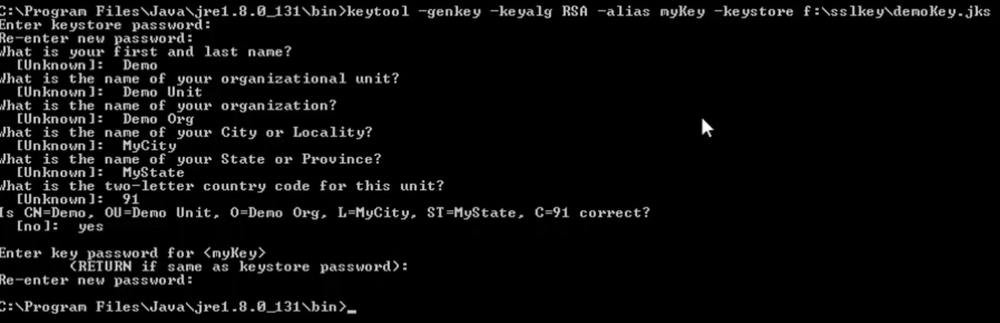 C:\Program Files\Java\jre1.8.0_131\bin>keytool -genkey -keyalg RSA -alias myKey -keystore f:\sslkey\demoKey.jks
Enter keystore password:
Re-enter new password:
What is your first and last name?
  [Unknown]:  Demo
What is the name of your organizational unit?
  [Unknown]:  Demo Unit
What is the name of your organization?
  [Unknown]:  Demo Org
What is the name of your City or Locality?
  [Unknown]:  MyCity
What is the name of your State or Province?
  [Unknown]:  MyState
What is the two-letter country code for this unit?
  [Unknown]:  91
Is CN=Demo, OU=Demo Unit, O=Demo Org, L=MyCity, ST=MyState, C=91 correct?
  [no]:  yes
Enter key password for <myKey>
        (RETURN if same as keystore password):
Re-enter new password:
C:\Program Files\Java\jre1.8.0_131\bin>_